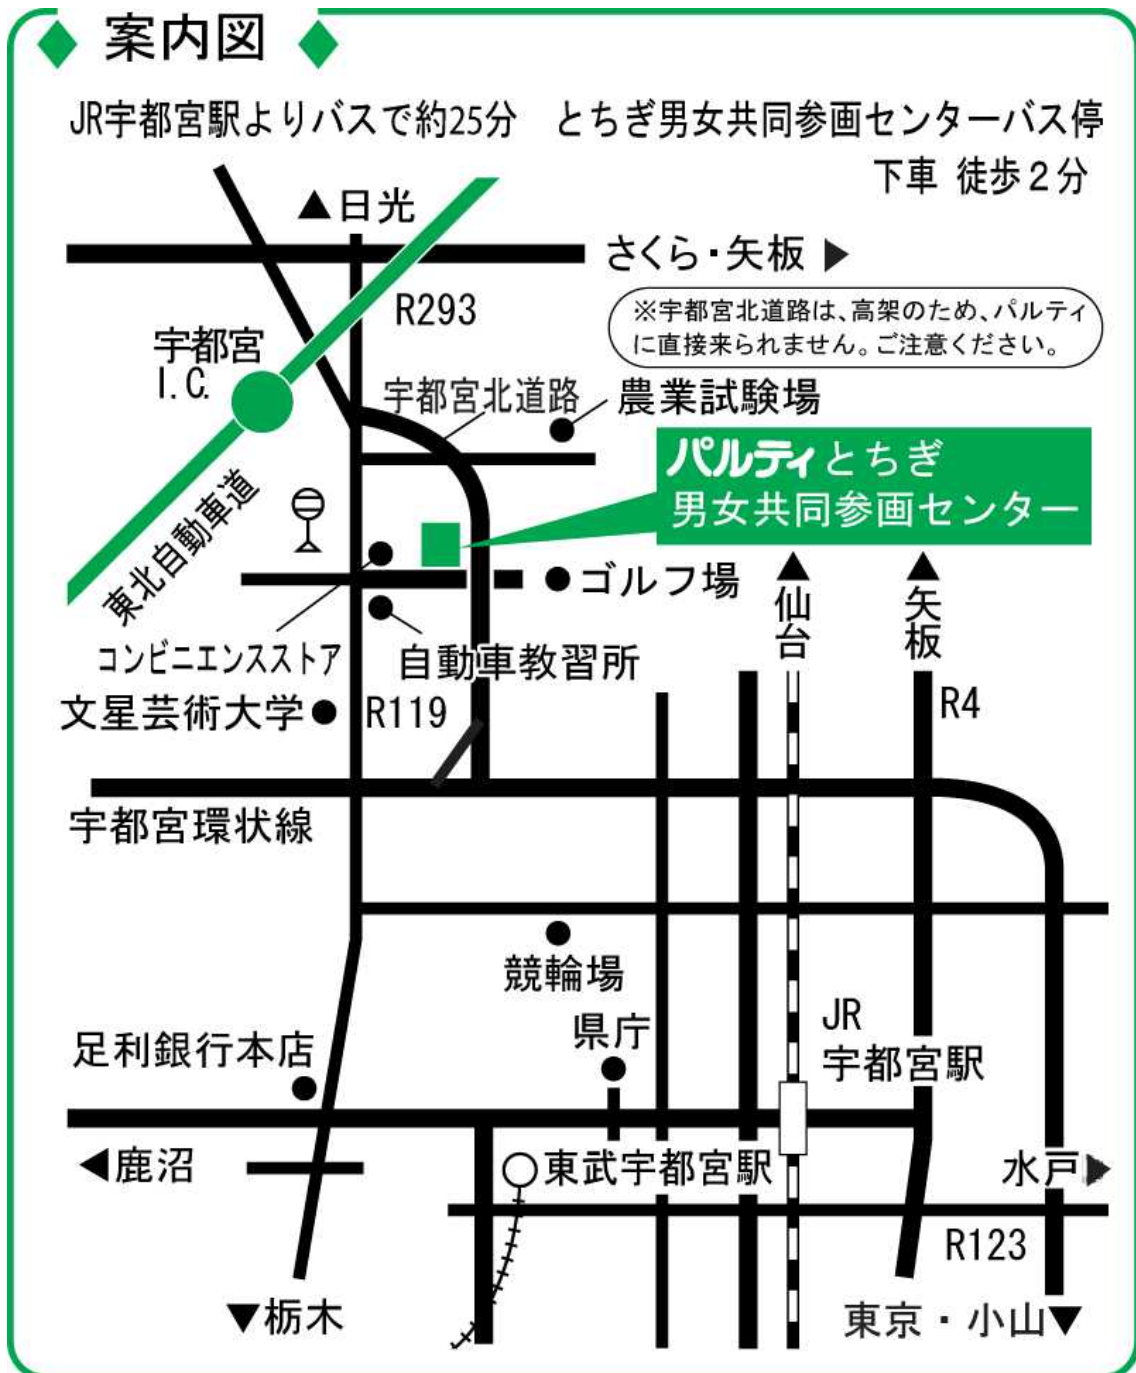 案内図
JR宇都宮駅よりバスで約25分　とちぎ男女共同参画センターバス停
下車 徒歩2分
▲日光
さくら・矢板 ▶
R293
※宇都宮北道路は、高架のため、パルティ
に直接来られません。ご注意ください。
宇都宮
I.C.
宇都宮北道路
農業試験場
パルティとちぎ
男女共同参画センター
東北自動車道
ゴルフ場
▲仙台
▲矢板
コンビニエンスストア
自動車教習所
文星芸術大学
R119
R4
宇都宮環状線
競輪場
県庁
JR
宇都宮駅
足利銀行本店
◀鹿沼
東武宇都宮駅
水戸▶
R123
▼栃木
東京・小山▼